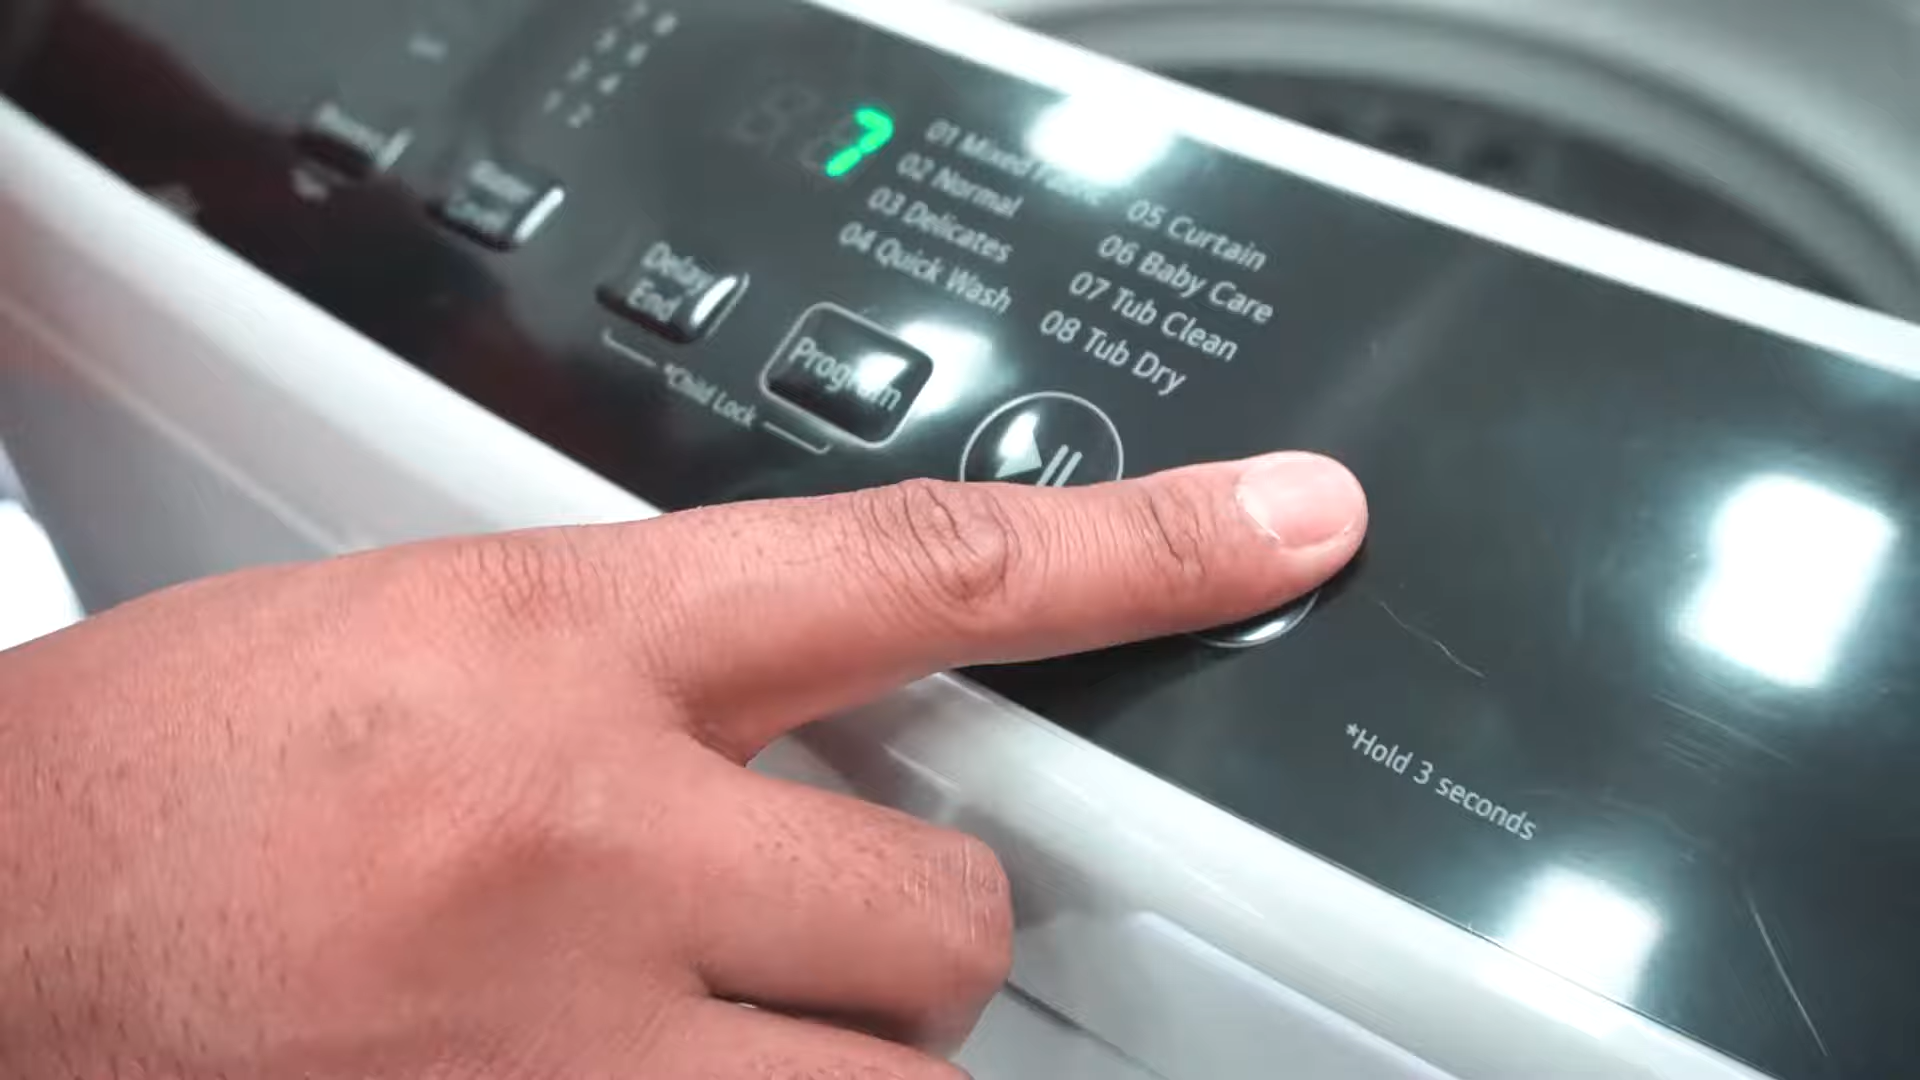 7
01 Mixed Fabric
02 Normal
03 Delicates
04 Quick Wash
05 Curtain
06 Baby Care
07 Tub Clean
08 Tub Dry
Delay
End
Program
*Child Lock
*Hold 3 seconds